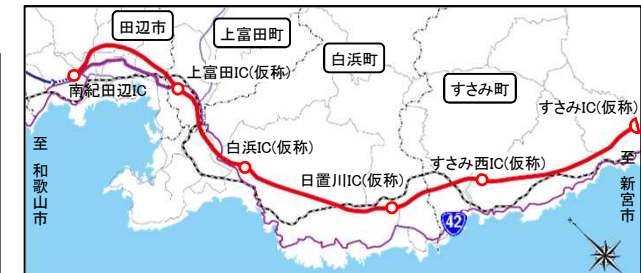 田辺市
上富田町
白浜町
すさみ町
上富田IC(仮称)
南紀田辺IC
すさみIC(仮称)
白浜IC(仮称)
日置川IC(仮称)
すさみ西IC(仮称)
至 和歌山市
至 新宮市
42